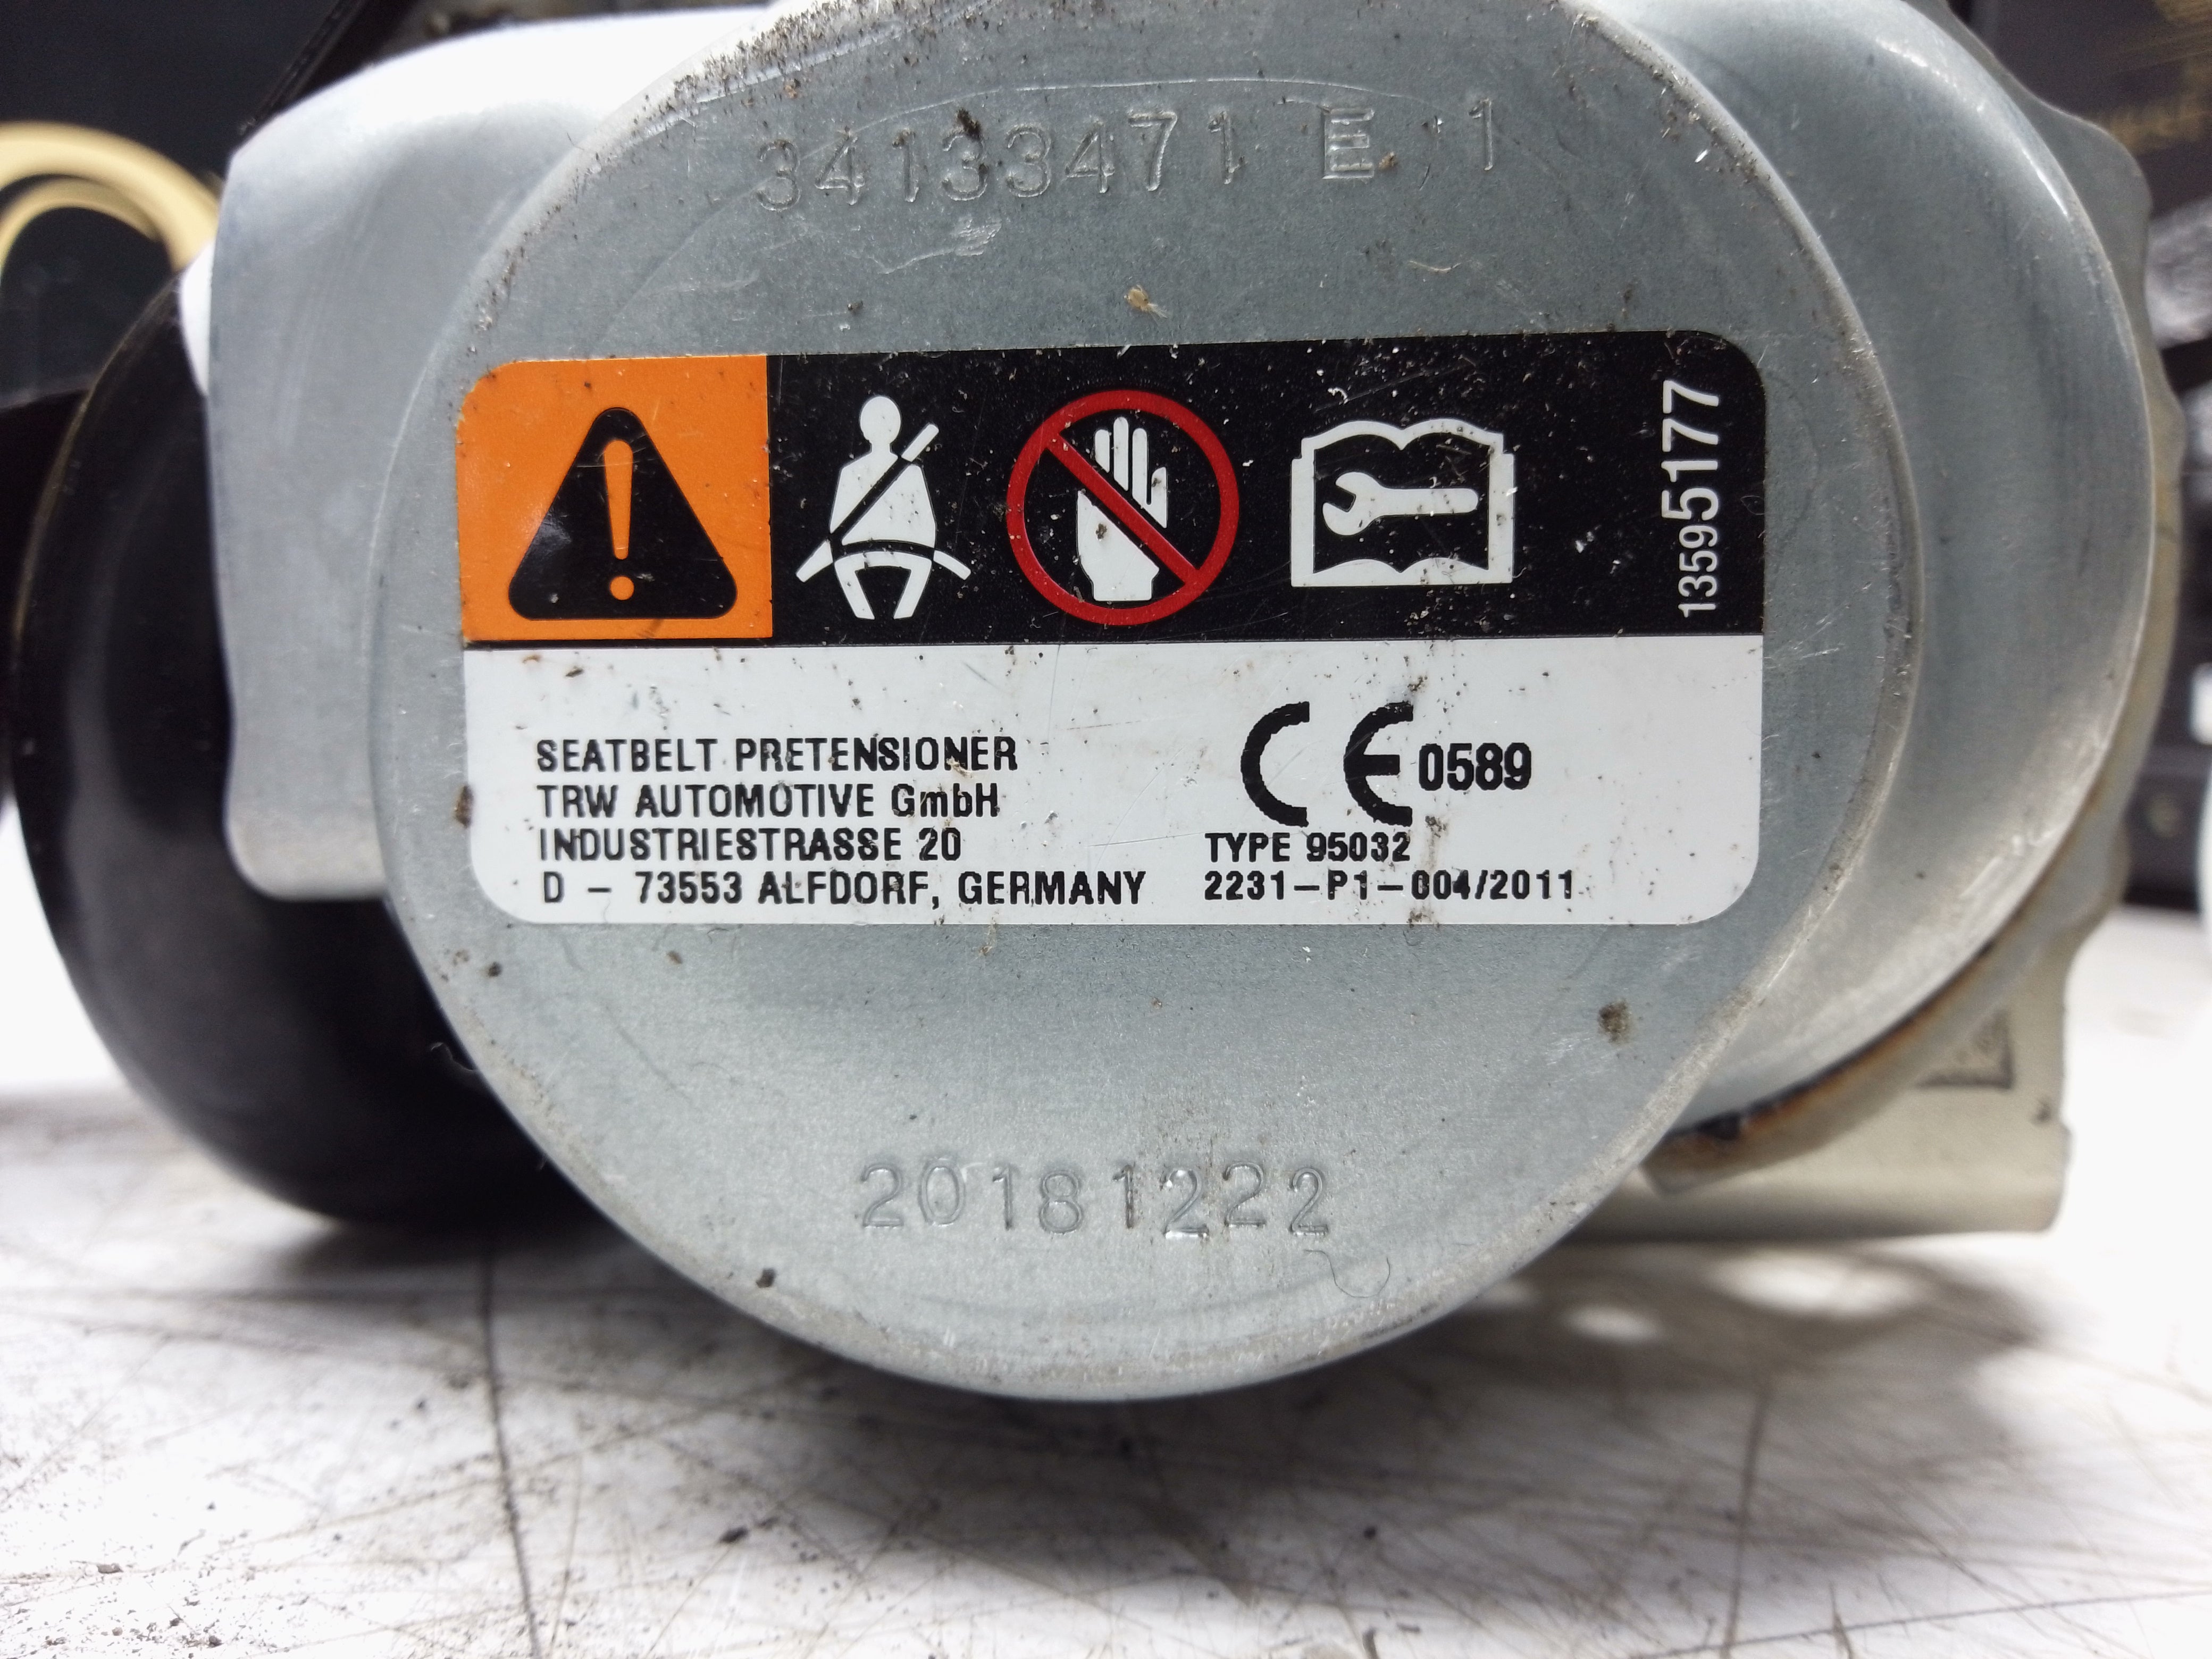 34133471 E 1
13595177
SEATBELT PRETENSIONER
TRW AUTOMOTIVE GmbH
INDUSTRIESTRASSE 20
D - 73553 ALFDORF, GERMANY
CE 0589
TYPE 95032
2231-P1-004/2011
20181222